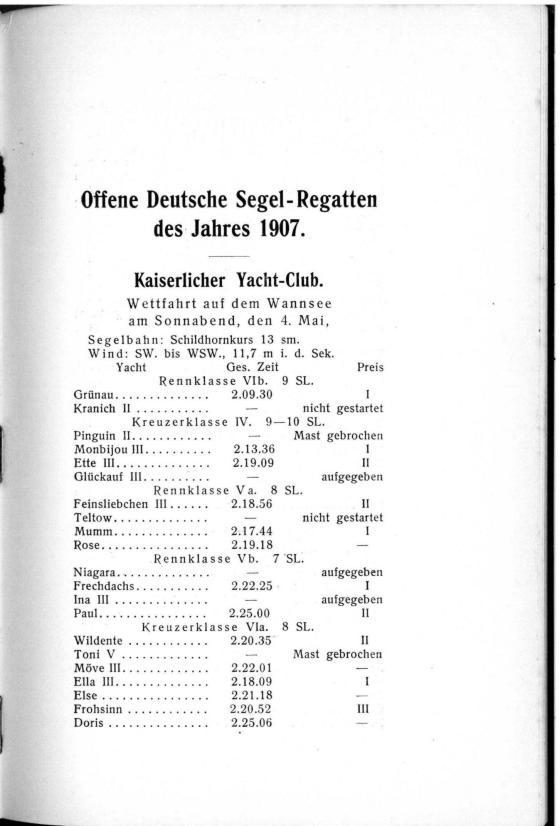 Offene Deutsche Segel-Regatten
des Jahres 1907.
Kaiserlicher Yacht-Club.
Wettfahrt auf dem Wannsee
am Sonnabend, den 4. Mai,
Segelbahn: Schildhornkurs 13 sm.
Wind: SW. bis WSW., 11,7 m i. d. Sek.
Yacht Ges. Zeit Preis
Rennklasse VIb. 9 SL.
Grünau.............. 2.09.30 I
Kranich II ........... — nicht gestartet
Kreuzerklasse IV. 9—10 SL.
Pinguin II............ — Mast gebrochen
Monbijou III.......... 2.13.36 I
Ette III.............. 2.19.09 II
Glückauf III.......... — aufgegeben
Rennklasse Va. 8 SL.
Feinsliebchen III...... 2.18.56 II
Teltow.............. — nicht gestartet
Mumm.............. 2.17.44 I
Rose................ 2.19.18 —
Rennklasse Vb. 7 SL.
Niagara.............. — aufgegeben
Frechdachs........... 2.22.25 I
Ina III .............. — aufgegeben
Paul................ 2.25.00 II
Kreuzerklasse VIa. 8 SL.
Wildente ............ 2.20.35 II
Toni V ............. — Mast gebrochen
Möve III............. 2.22.01 —
Ella III.............. 2.18.09 I
Else ................ 2.21.18 —
Frohsinn ............ 2.20.52 III
Doris ............... 2.25.06 —